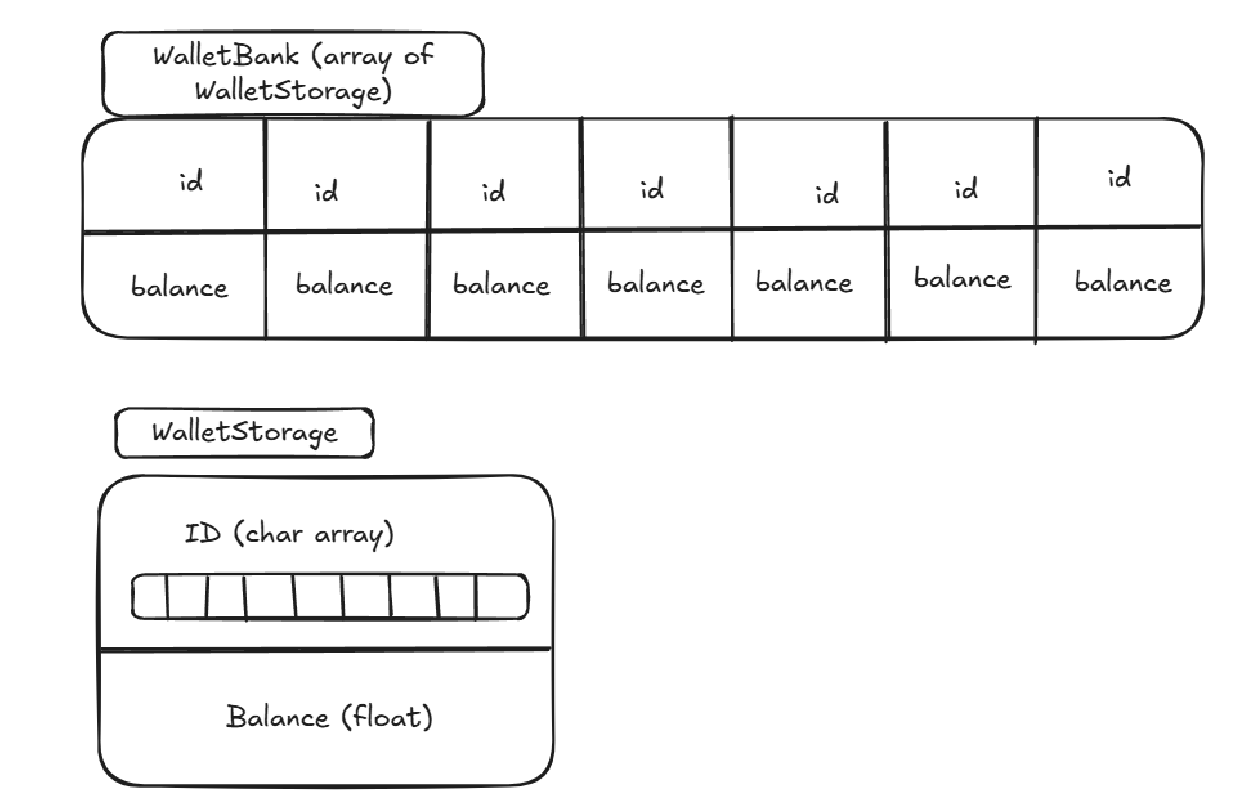 WalletBank (array of
WalletStorage)
id id id id id id id
balance balance balance balance balance balance balance
WalletStorage
ID (char array)
Balance (float)